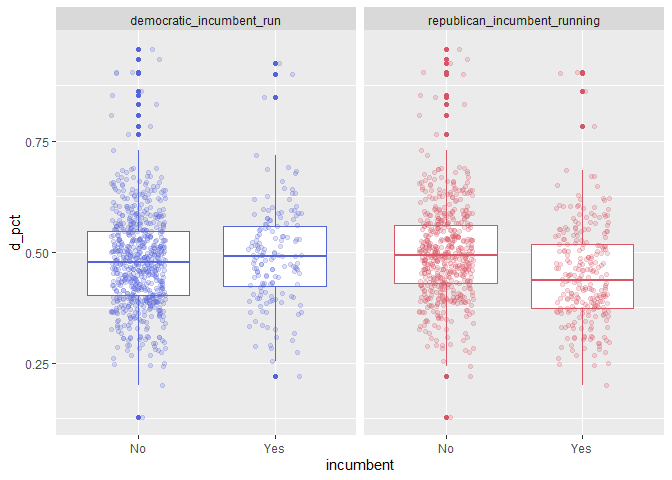 democratic_incumbent_run republican_incumbent_running
d_pct
0.75
0.50
0.25
No Yes No Yes
incumbent